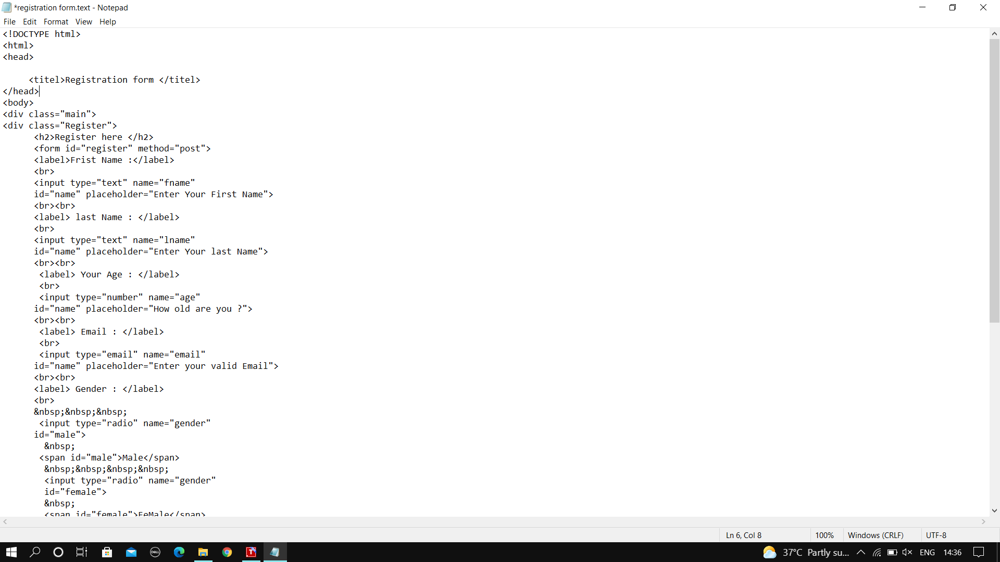 *registration form.text - Notepad
File Edit Format View Help
<!DOCTYPE html>
<html>
<head>
<titel>Registration form </titel>
</head>
<body>
<div class="main">
<div class="Register">
<h2>Register here </h2>
<form id="register" method="post">
<label>Frist Name :</label>
<br>
<input type="text" name="fname"
id="name" placeholder="Enter Your First Name">
<br><br>
<label> last Name : </label>
<br>
<input type="text" name="lname"
id="name" placeholder="Enter Your last Name">
<br><br>
<label> Your Age : </label>
<br>
<input type="number" name="age"
id="name" placeholder="How old are you ?">
<br><br>
<label> Email : </label>
<br>
<input type="email" name="email"
id="name" placeholder="Enter your valid Email">
<br><br>
<label> Gender : </label>
<br>
&nbsp;&nbsp;&nbsp;
<input type="radio" name="gender"
id="male">
&nbsp;
<span id="male">Male</span>
&nbsp;&nbsp;&nbsp;&nbsp;
<input type="radio" name="gender"
id="female">
&nbsp;
<span id="female">FeMale</span>
Ln 6, Col 8 100% Windows (CRLF) UTF-8
DELL T 37°C Partly su... ENG 14:36